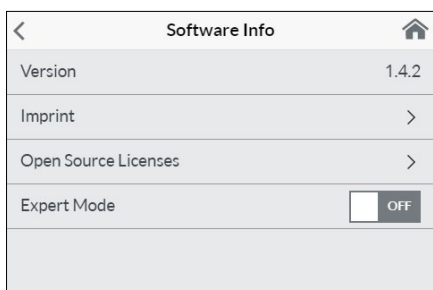 Software Info
Version 1.4.2
Imprint
Open Source Licenses
Expert Mode OFF